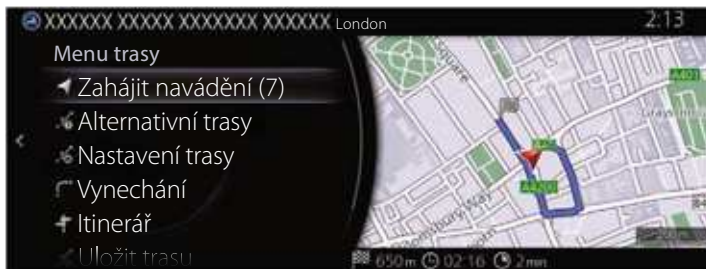 XXXXXX XXXXX XXXXXXX XXXXXX London
2:13
Menu trasy
Zahájit navádění (7)
Alternativní trasy
Nastavení trasy
Vynechání
Itinerář
Uložit trasu
Square
A401
A4200
650m 02:16 2min